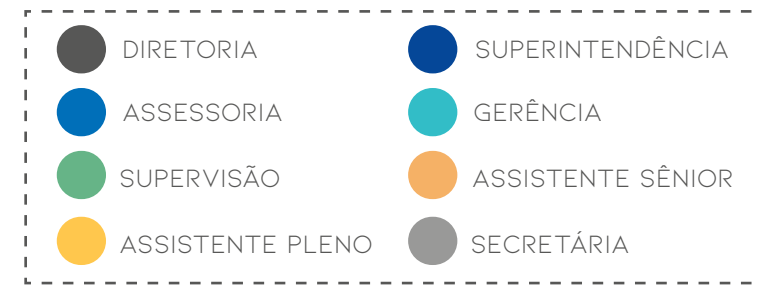 DIRETORIA
SUPERINTENDÊNCIA
ASSESSORIA
GERÊNCIA
SUPERVISÃO
ASSISTENTE SÊNIOR
ASSISTENTE PLENO
SECRETÁRIA